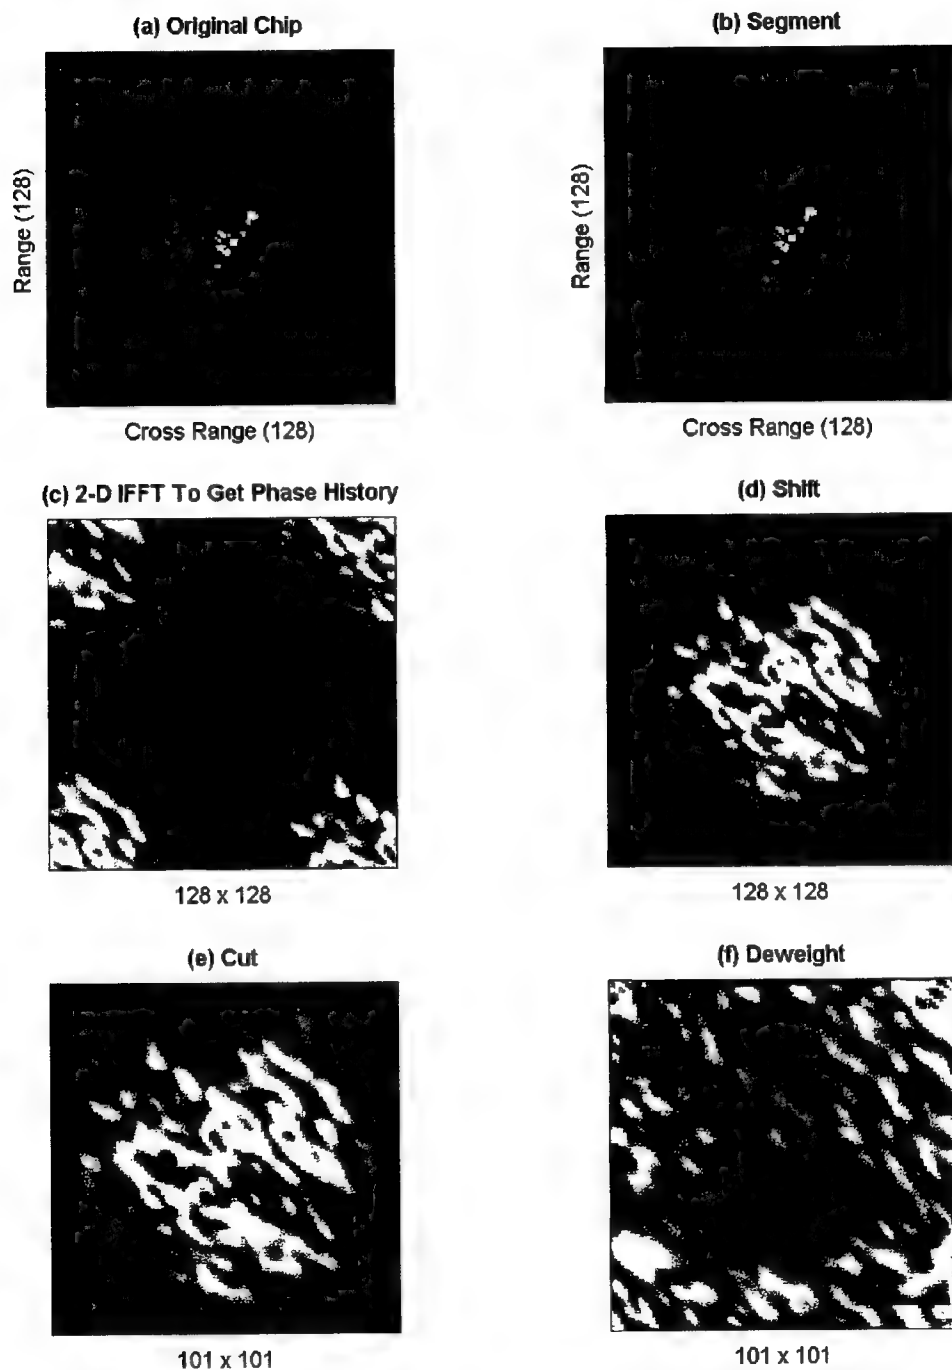 (a) Original Chip
Range (128)
Cross Range (128)
(b) Segment
Range (128)
Cross Range (128)
(c) 2-D IFFT To Get Phase History
128 x 128
(d) Shift
128 x 128
(e) Cut
101 x 101
(f) Deweight
101 x 101